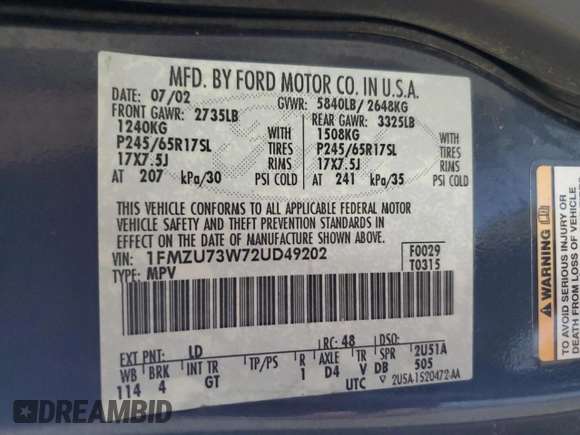 MFD. BY FORD MOTOR CO. IN U.S.A.
DATE: 07/02 GVWR: 5840LB/ 2648KG
FRONT GAWR: 2735LB REAR GAWR: 3325LB
1240KG WITH 1508KG WITH
P245/65R17SL TIRES P245/65R17SL TIRES
17X7.5J RIMS 17X7.5J RIMS
AT 207 kPa/30 PSI COLD AT 241 kPa/35 PSI COLD
THIS VEHICLE CONFORMS TO ALL APPLICABLE FEDERAL MOTOR
VEHICLE SAFETY AND THEFT PREVENTION STANDARDS IN
EFFECT ON THE DATE OF MANUFACTURE SHOWN ABOVE.
VIN: 1FMZU73W72UD49202 F0029
TYPE: MPV T0315
EXT PNT: LD RC: 48 DSO:
WB BRK INT TR TP/PS R AXLE TR SPR 2U51A
114 4 GT 1 D4 V DB 505
UTC 2U5A-1520472-AA
WARNING
TO AVOID SERIOUS INJURY OR
DEATH FROM AN
OF VEHICLE
DREAMBID